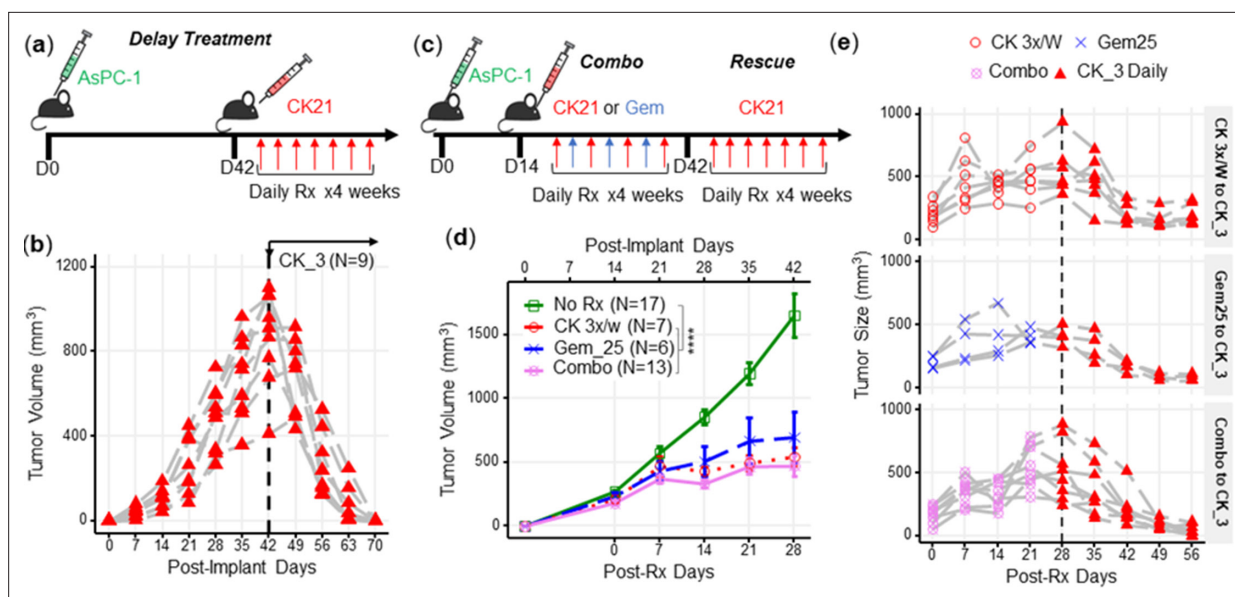 (a)
Delay Treatment
AsPC-1
CK21
D0
D42
Daily Rx x4 weeks
(c)
Combo
Rescue
AsPC-1
CK21 or Gem
CK21
D0
D14
D42
Daily Rx x4 weeks
Daily Rx x4 weeks
(b)
CK_3 (N=9)
Tumor Volume (mm³)
1200
800
400
0
0 7 14 21 28 35 42 49 56 63 70
Post-Implant Days
(d)
Post-Implant Days
0 7 14 21 28 35 42
No Rx (N=17)
CK 3x/w (N=7)
Gem_25 (N=6)
Combo (N=13)
****
Tumor Volume (mm³)
1500
1000
500
0
0 7 14 21 28
Post-Rx Days
(e)
CK 3x/W Gem25
Combo CK_3 Daily
Tumor Size (mm³)
1000
500
0
CK 3x/W to CK_3
1000
500
0
Gem25 to CK_3
1000
500
0
Combo to CK_3
0 7 14 21 28 35 42 49 56
Post-Rx Days